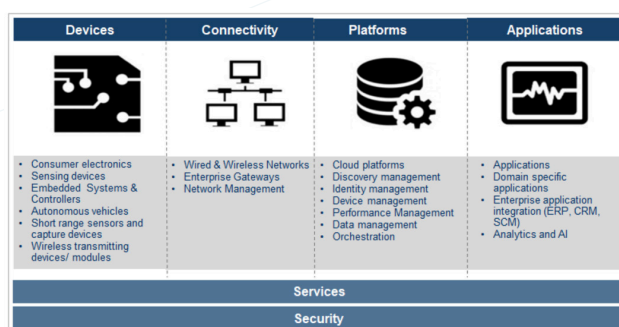 Devices
Connectivity
Platforms
Applications
• Consumer electronics
• Sensing devices
• Embedded Systems &
Controllers
• Autonomous vehicles
• Short range sensors and
capture devices
• Wireless transmitting
devices/ modules
• Wired & Wireless Networks
• Enterprise Gateways
• Network Management
• Cloud platforms
• Discovery management
• Identity management
• Device management
• Performance Management
• Data management
• Orchestration
• Applications
• Domain specific
applications
• Enterprise application
integration (ERP, CRM,
SCM)
• Analytics and AI
Services
Security